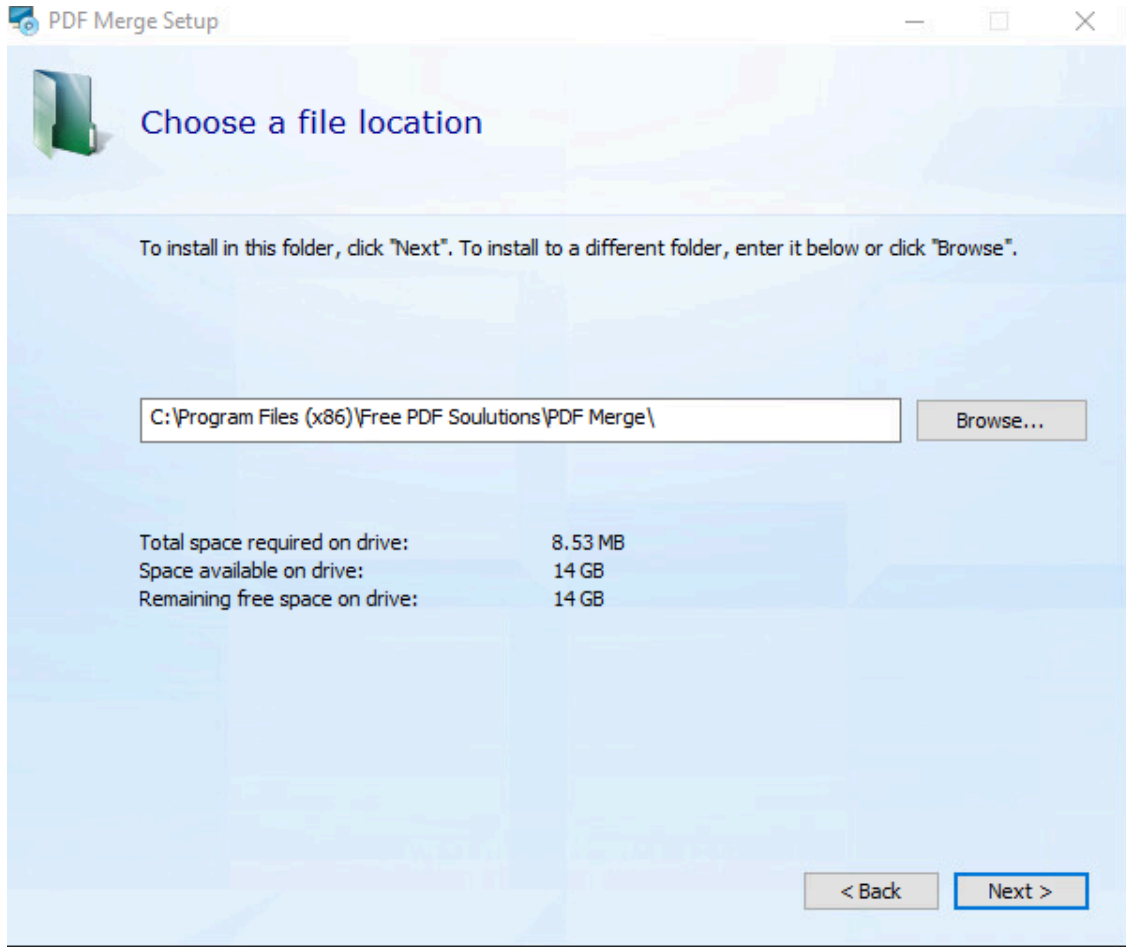 PDF Merge Setup
Choose a file location
To install in this folder, click "Next". To install to a different folder, enter it below or click "Browse".
C:\Program Files (x86)\Free PDF Soulutions\PDF Merge\
Browse...
Total space required on drive: 8.53 MB
Space available on drive: 14 GB
Remaining free space on drive: 14 GB
< Back
Next >